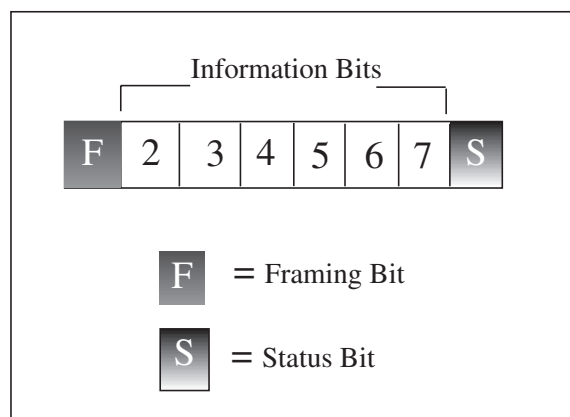 Information Bits
F 2 3 4 5 6 7 S
F = Framing Bit
S = Status Bit